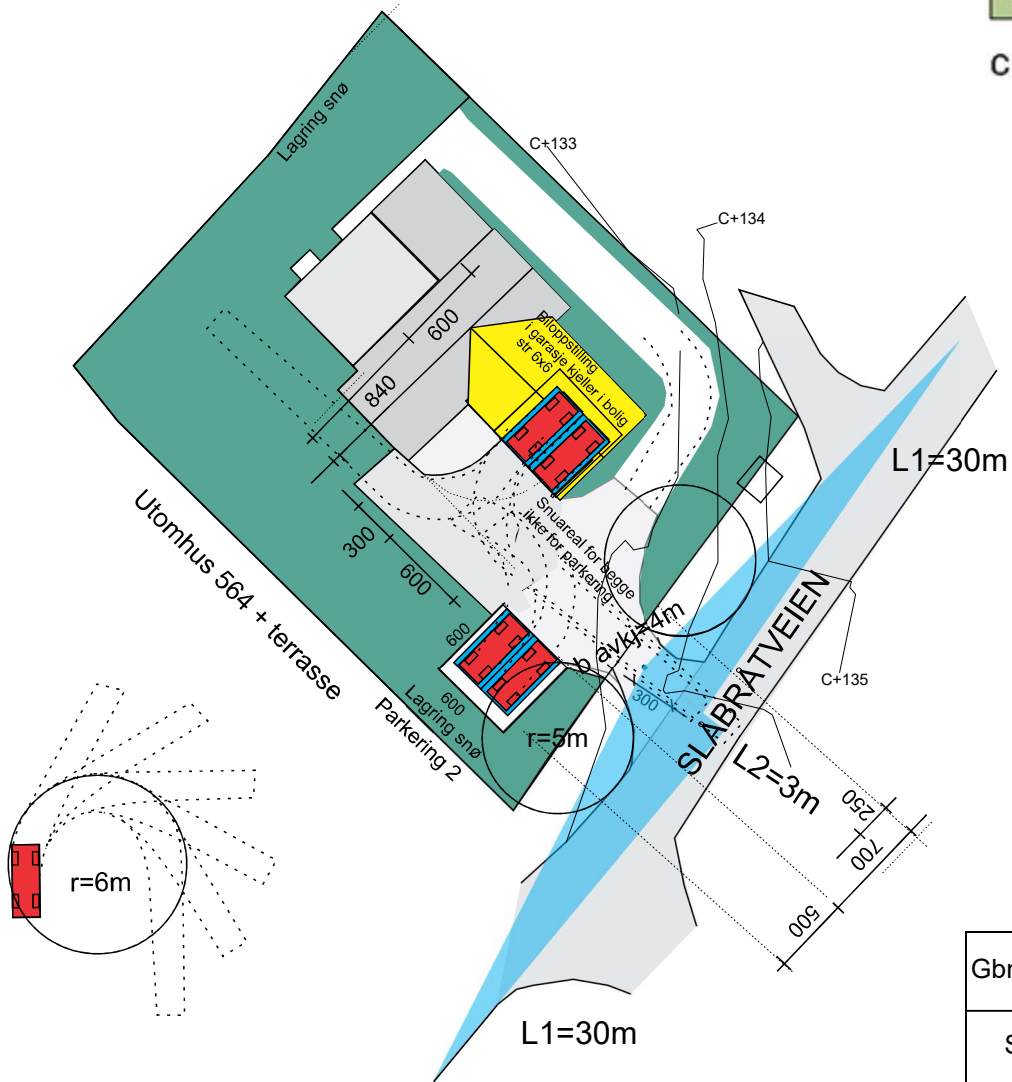 C
Lagring snø
C+133
C+134
600
840
Biloppstilling
i garasje kjeller i bolig
str 6x6
L1=30m
Snuareal for begge
ikke for parkering
300
600
Utomhus 564 + terrasse
600
600
Lagring snø
Parkering 2
b avkj=4m
300
SLÅBRÅTVEIEN
C+135
r=5m
L2=3m
250
700
500
r=6m
L1=30m
Gbn
S